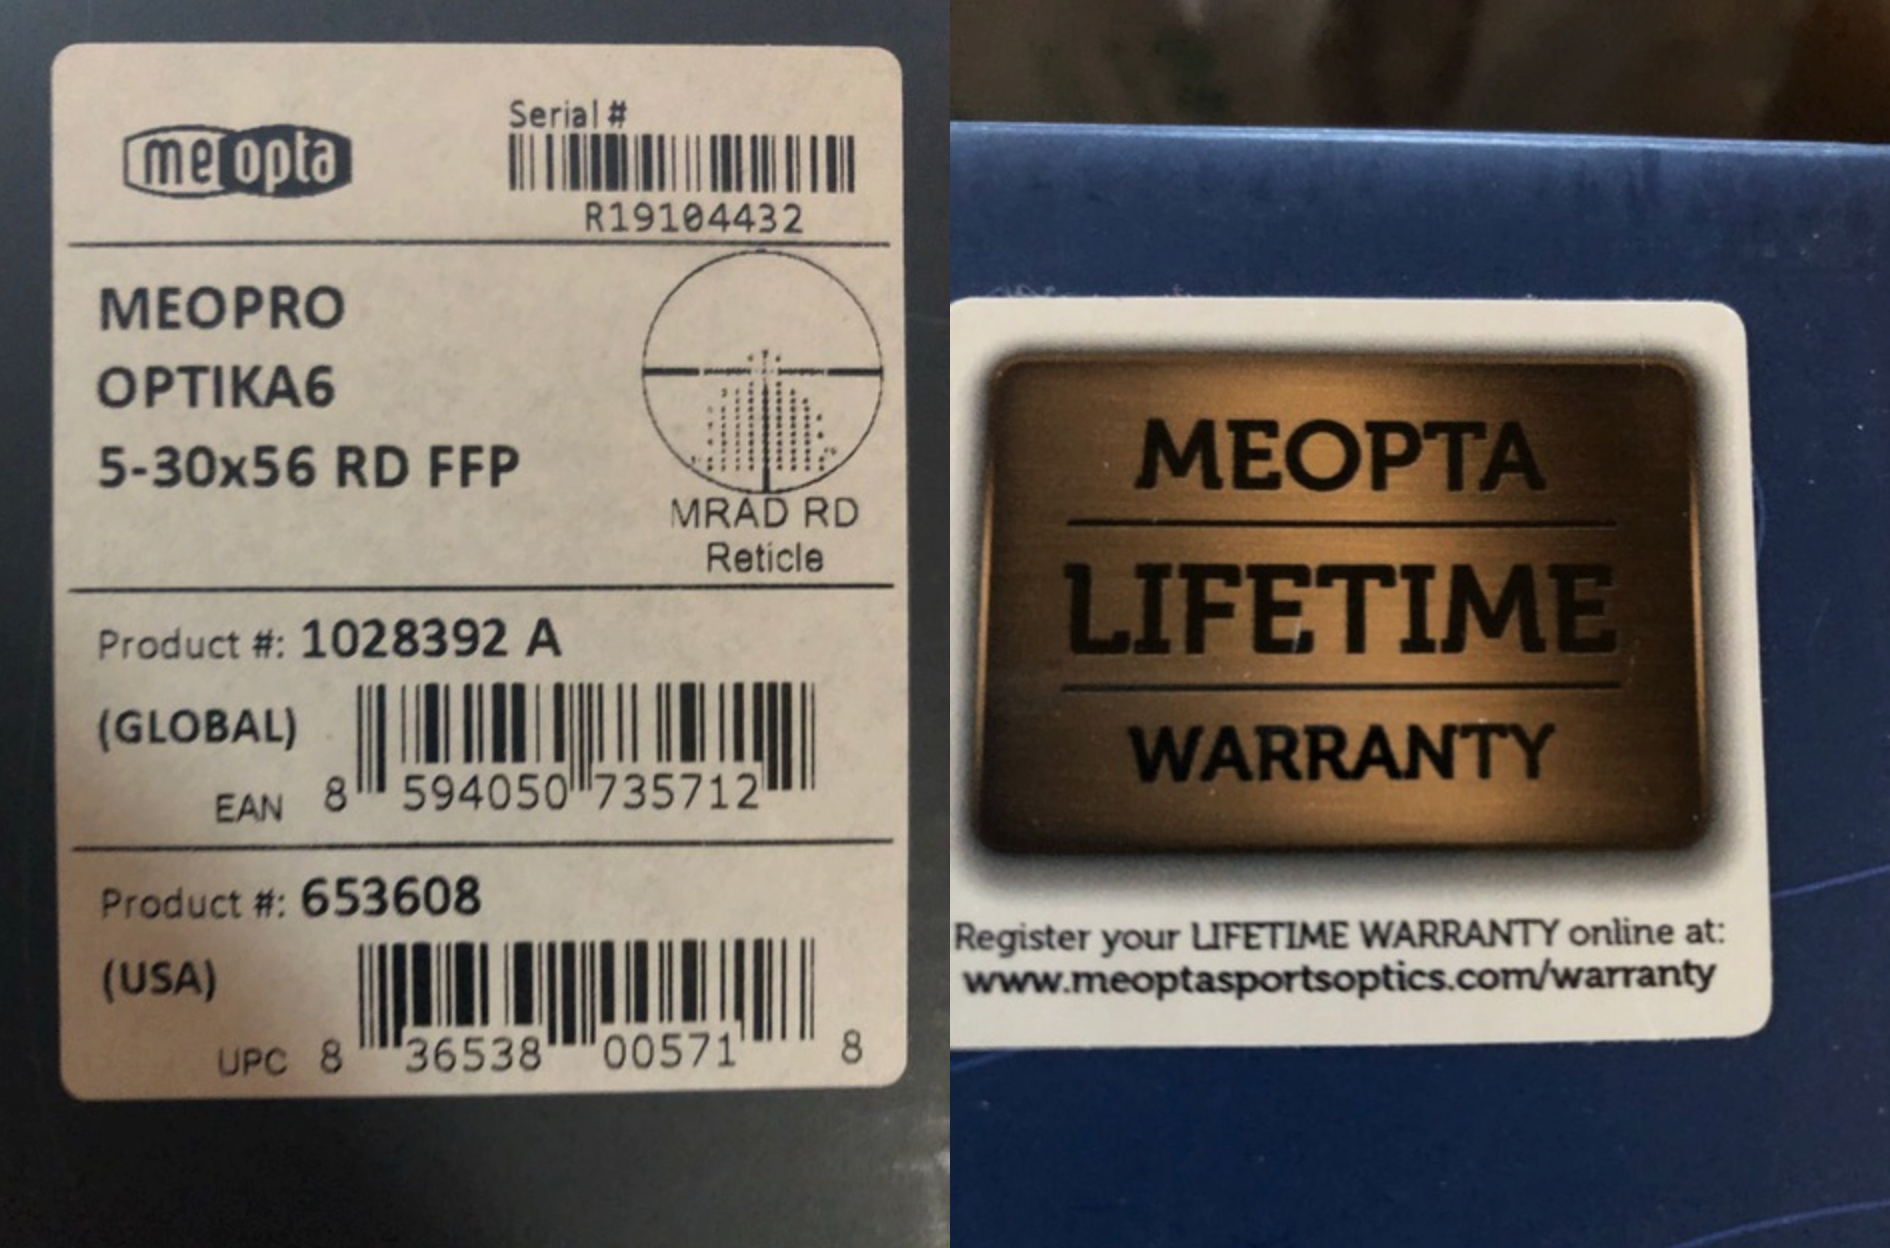 meopta
Serial #
R19104432
MEOPRO
OPTIKA6
5-30x56 RD FFP
MRAD RD
Reticle
Product #: 1028392 A
(GLOBAL)
EAN 8 594050 735712
Product #: 653608
(USA)
UPC 8 36538 00571 8
MEOPTA
LIFETIME
WARRANTY
Register your LIFETIME WARRANTY online at:
www.meoptasportsoptics.com/warranty